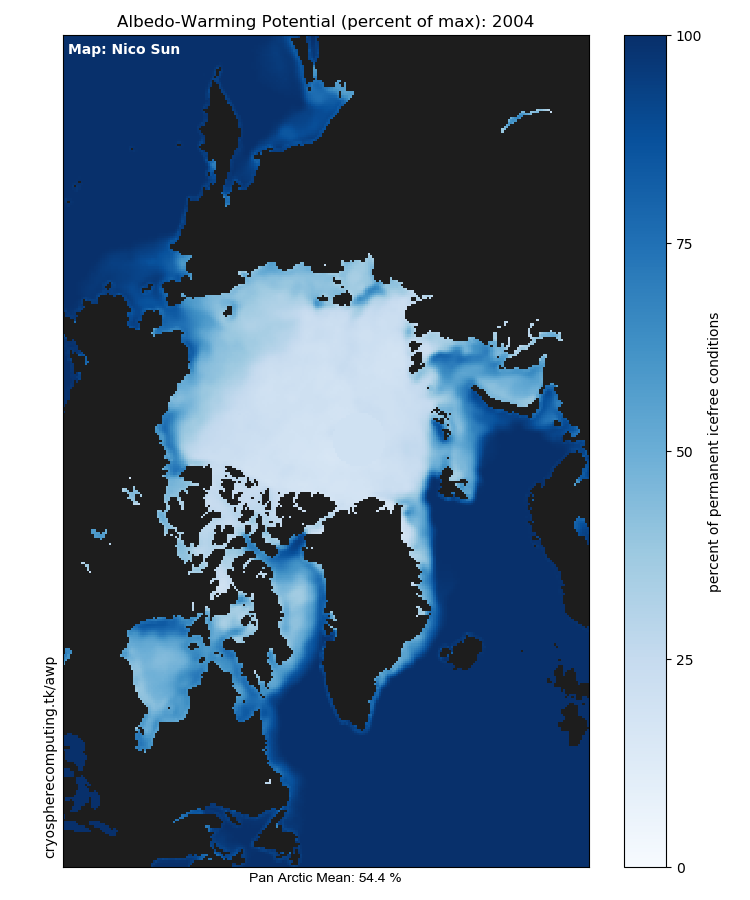 Albedo-Warming Potential (percent of max): 2004
Map: Nico Sun
100
75
50
25
0
percent of permanent icefree conditions
cryospherecomputing.tk/awp
Pan Arctic Mean: 54.4 %